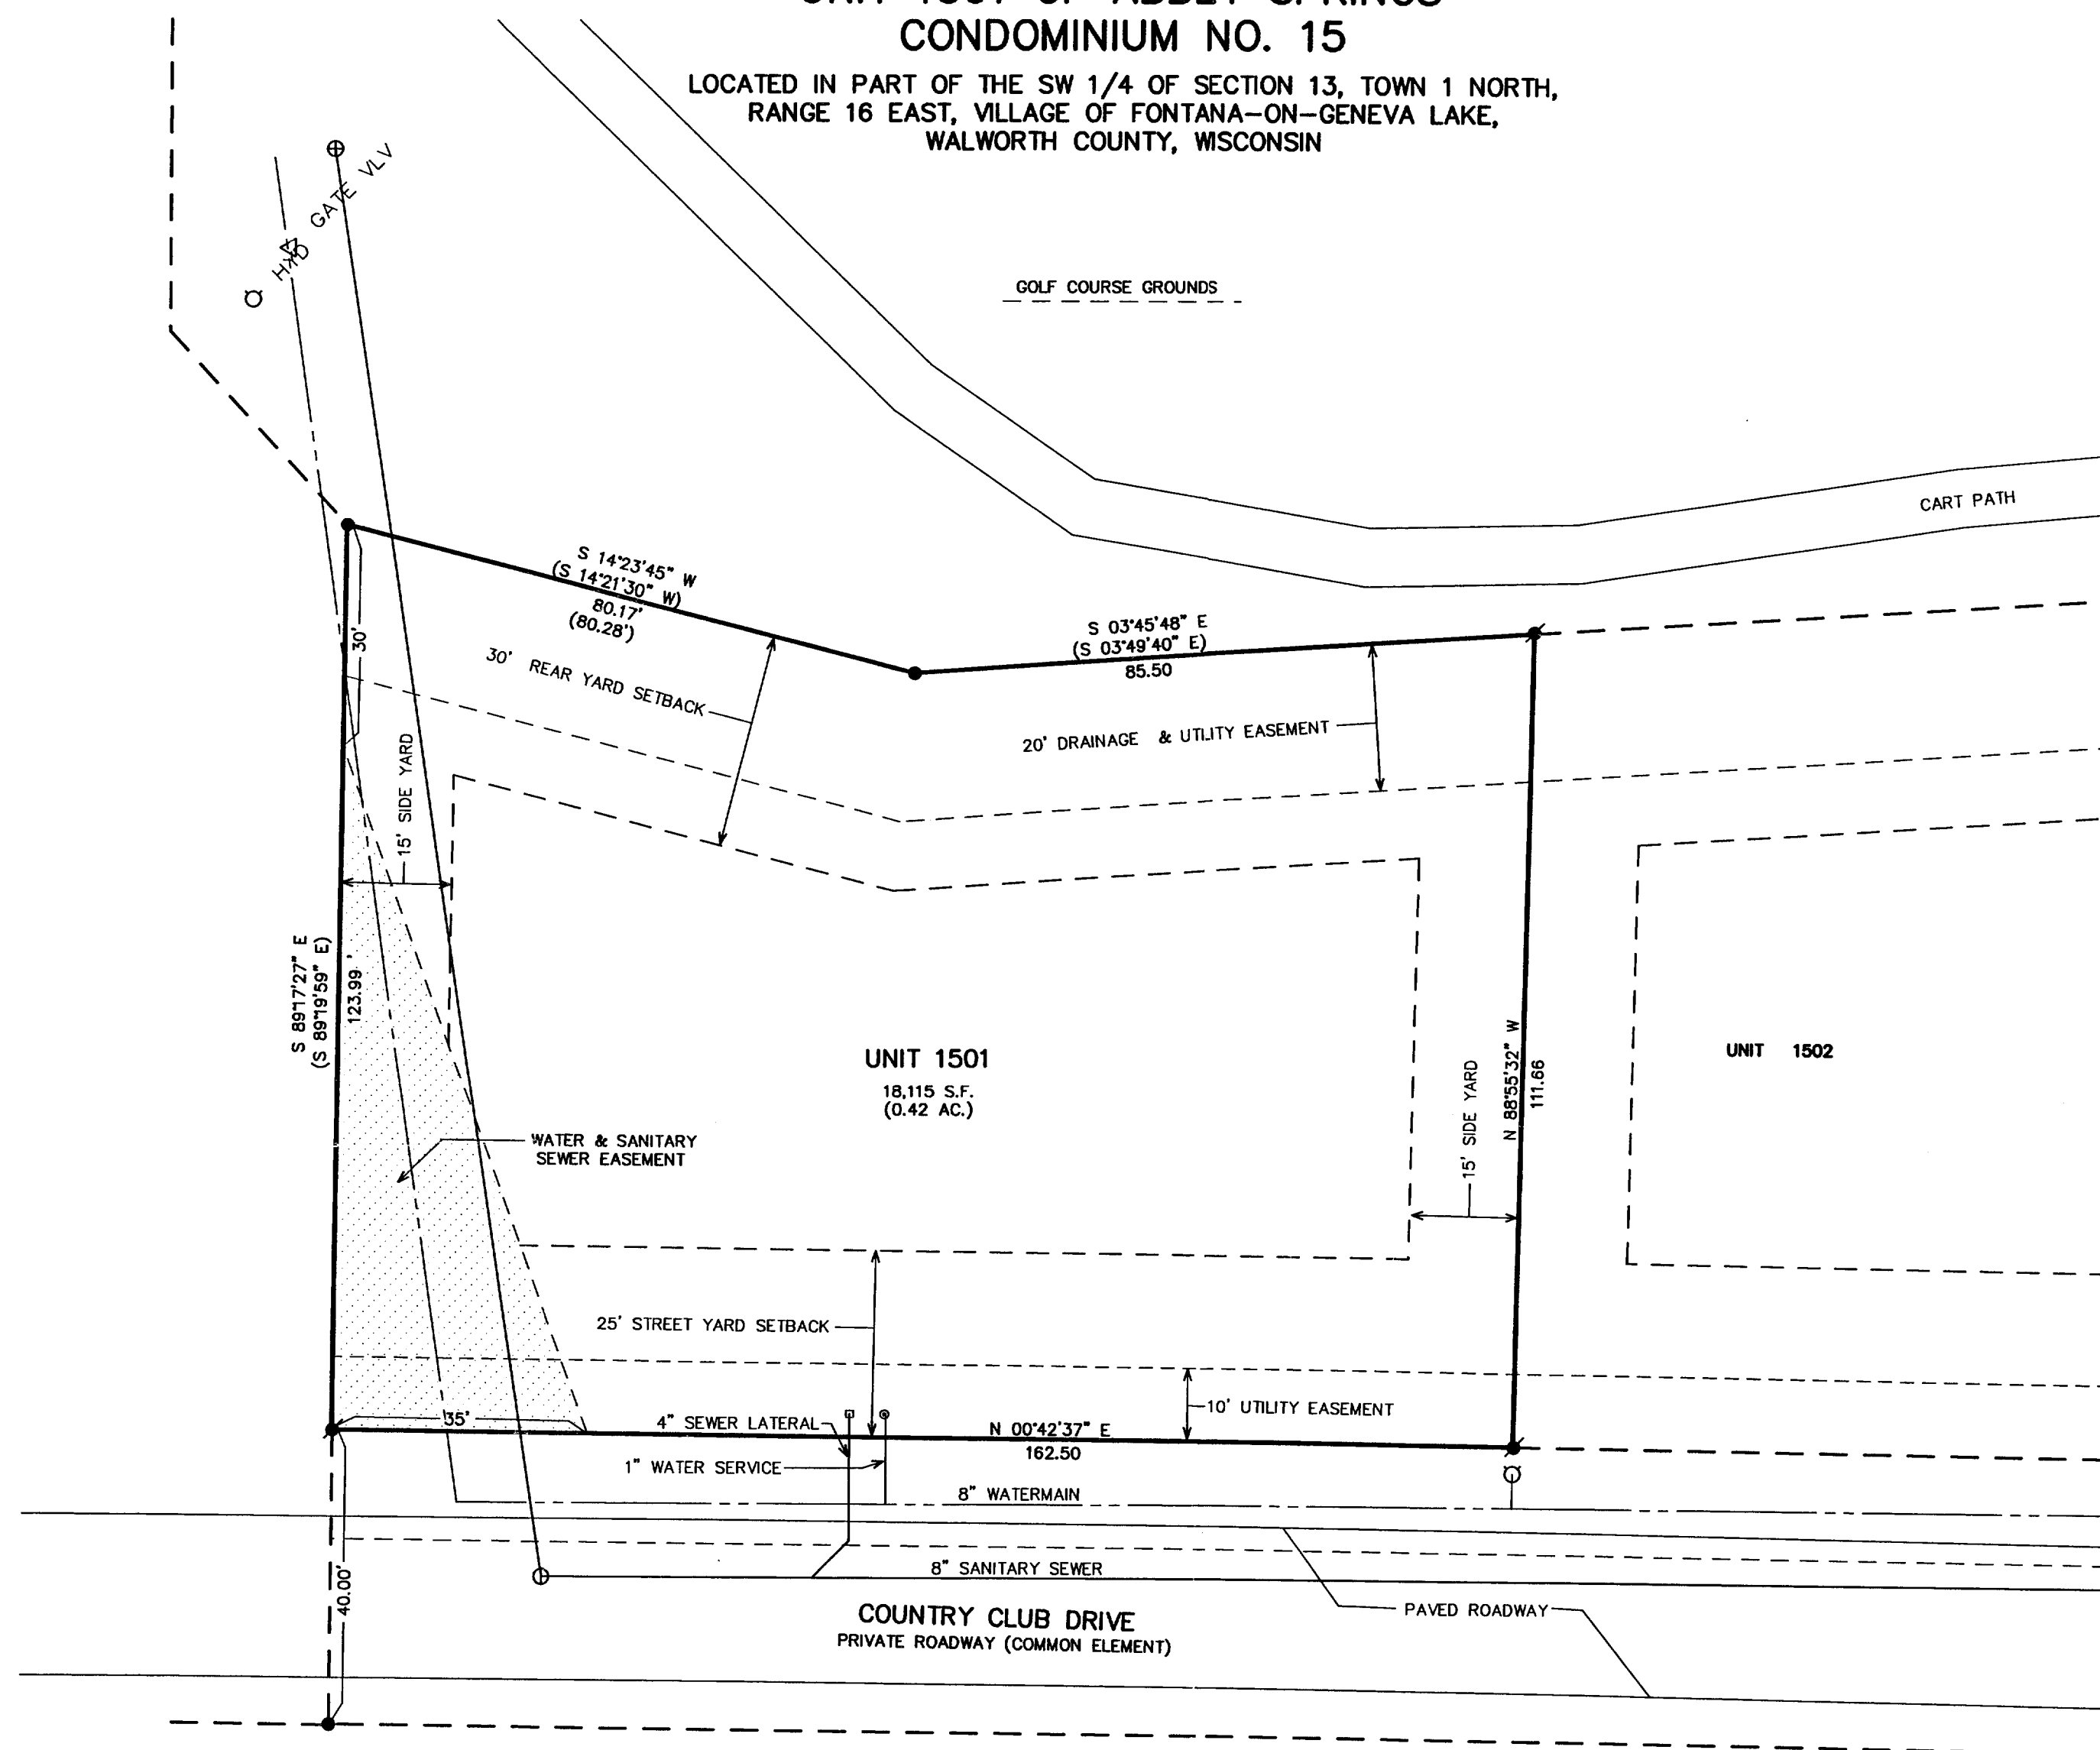 CONDOMINIUM NO. 15
LOCATED IN PART OF THE SW 1/4 OF SECTION 13, TOWN 1 NORTH,
RANGE 16 EAST, VILLAGE OF FONTANA-ON-GENEVA LAKE,
WALWORTH COUNTY, WISCONSIN
HYD GATE VLV
GOLF COURSE GROUNDS
CART PATH
S 14°23'45" W
(S 14°21'30" W)
80.17'
(80.28')
S 03°45'48" E
(S 03°49'40" E)
85.50
30'
30' REAR YARD SETBACK
20' DRAINAGE & UTILITY EASEMENT
15' SIDE YARD
S 89°17'27" E
(S 89°19'59" E)
123.99'
UNIT 1501
18,115 S.F.
(0.42 AC.)
N 88°55'32" W
111.66
15' SIDE YARD
UNIT 1502
WATER & SANITARY
SEWER EASEMENT
25' STREET YARD SETBACK
10' UTILITY EASEMENT
35'
4" SEWER LATERAL
N 00°42'37" E
162.50
1" WATER SERVICE
8" WATERMAIN
8" SANITARY SEWER
40.00'
COUNTRY CLUB DRIVE
PRIVATE ROADWAY (COMMON ELEMENT)
PAVED ROADWAY